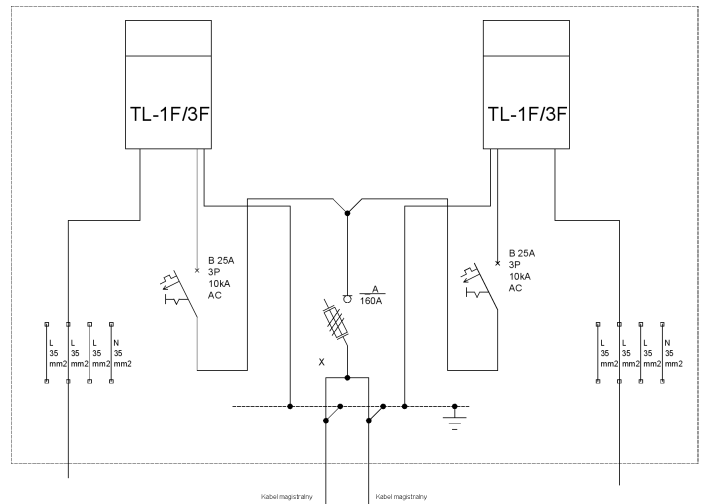 TL-1F/3F
TL-1F/3F
B 25A
3P
10kA
AC
B 25A
3P
10kA
AC
A
160A
X
L
35
mm2
L
35
mm2
L
35
mm2
N
35
mm2
L
35
mm2
L
35
mm2
L
35
mm2
N
35
mm2
Kabel magistralny
Kabel magistralny